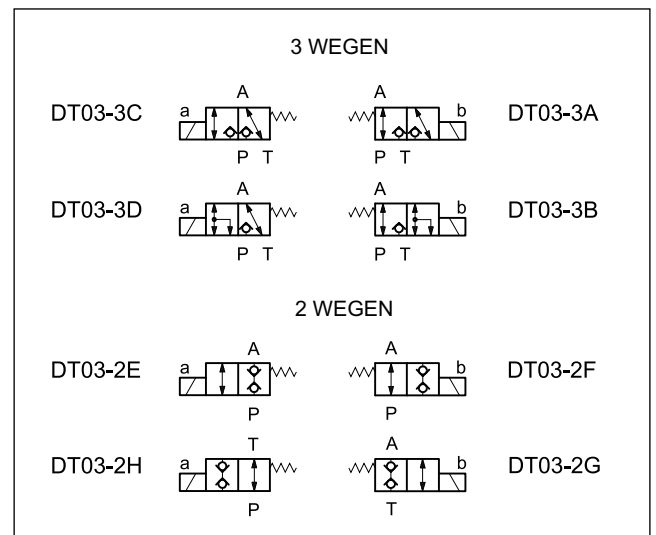 3 WEGEN
DT03-3C a A P T A P T b DT03-3A
DT03-3D a A P T A P T b DT03-3B
2 WEGEN
DT03-2E a A P A P b DT03-2F
DT03-2H a T P A T b DT03-2G